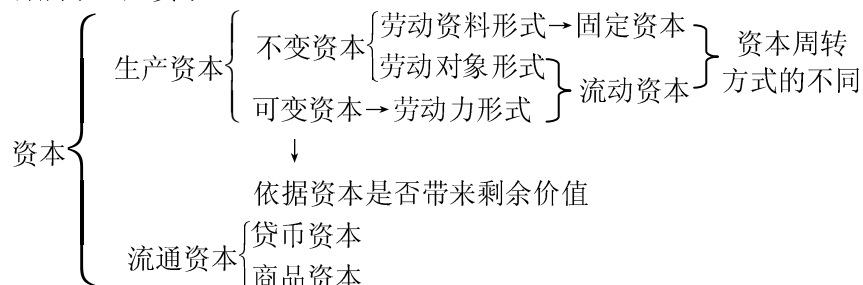 不变资本 劳动资料形式→固定资本
生产资本 劳动对象形式 资本周转
流动资本 方式的不同
可变资本→劳动力形式
资本 ↓
依据资本是否带来剩余价值
贷币资本
流通资本
商品资本